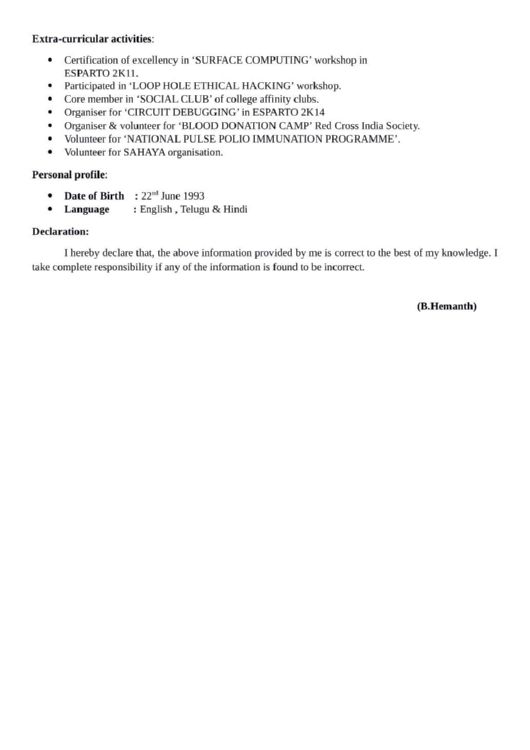 Extra-curricular activities:
• Certification of excellency in ‘SURFACE COMPUTING’ workshop in
ESPARTO 2K11.
• Participated in ‘LOOP HOLE ETHICAL HACKING’ workshop.
• Core member in ‘SOCIAL CLUB’ of college affinity clubs.
• Organiser for ‘CIRCUIT DEBUGGING’ in ESPARTO 2K14
• Organiser & volunteer for ‘BLOOD DONATION CAMP’ Red Cross India Society.
• Volunteer for ‘NATIONAL PULSE POLIO IMMUNATION PROGRAMME’.
• Volunteer for SAHAYA organisation.
Personal profile:
• Date of Birth : 22nd June 1993
• Language : English , Telugu & Hindi
Declaration:
I hereby declare that, the above information provided by me is correct to the best of my knowledge. I
take complete responsibility if any of the information is found to be incorrect.
(B.Hemanth)